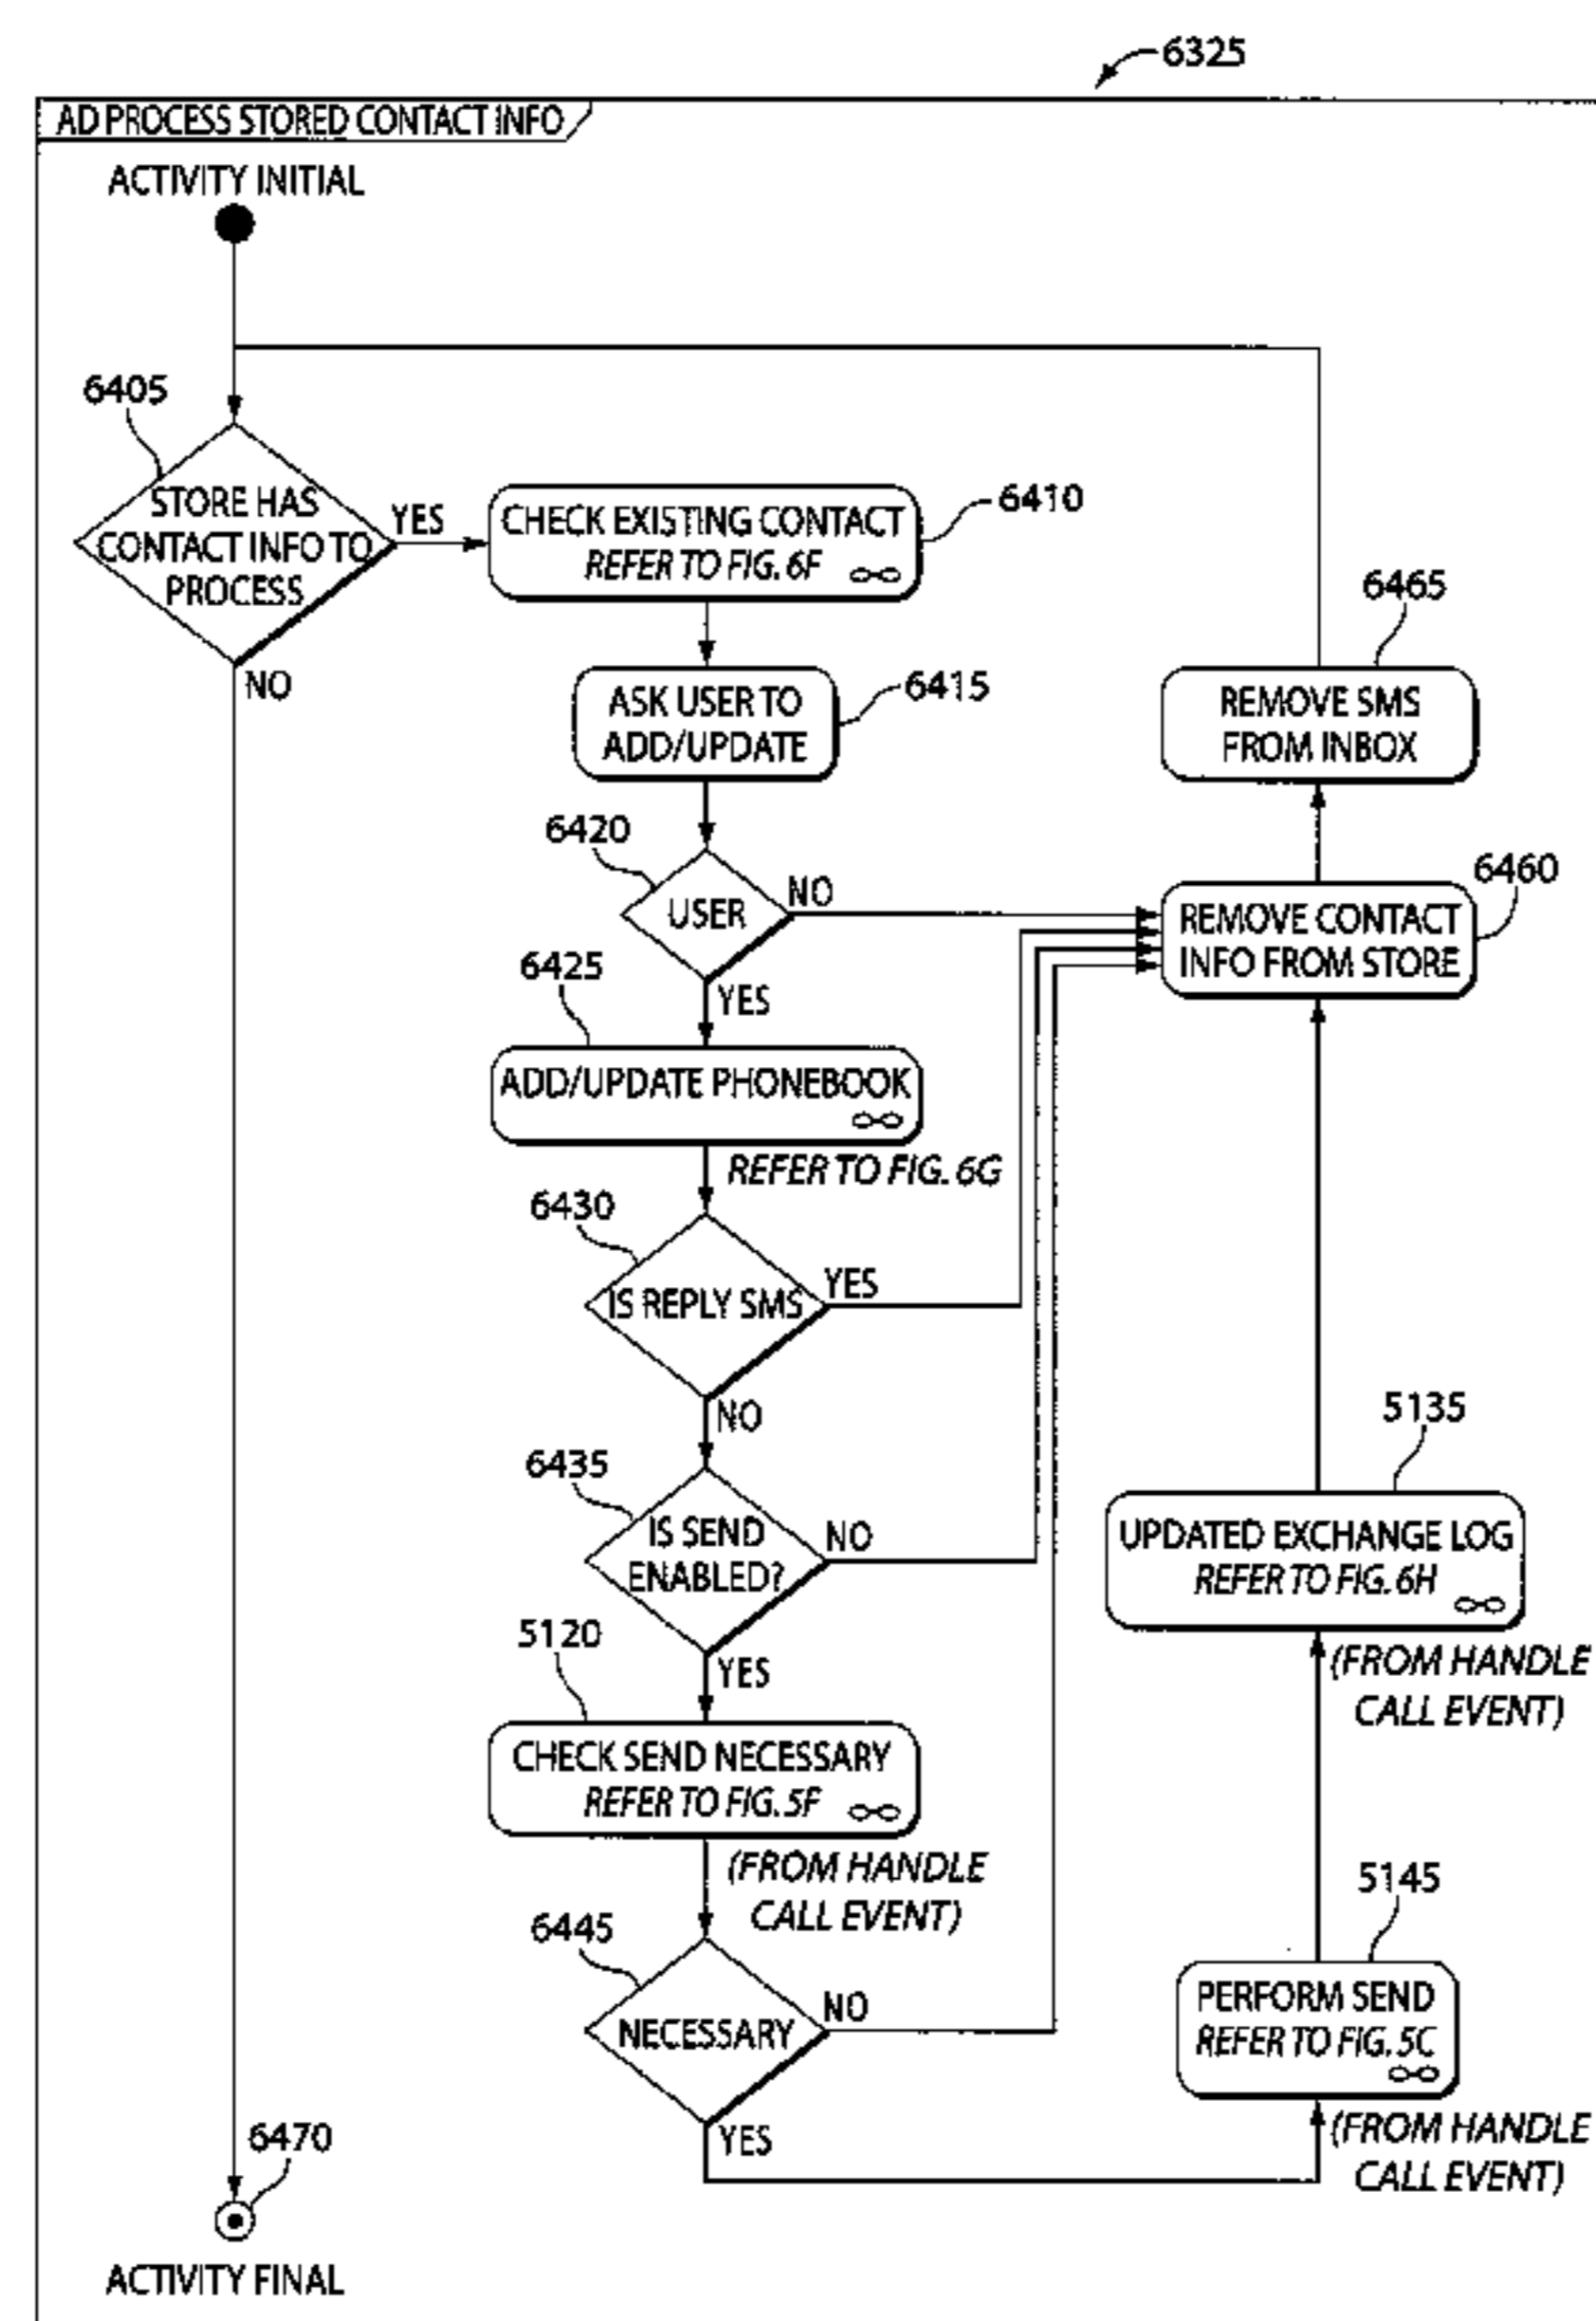 6325
AD PROCESS STORED CONTACT INFO
ACTIVITY INITIAL
6405
STORE HAS
CONTACT INFO TO
PROCESS
YES
NO
CHECK EXISTING CONTACT
REFER TO FIG. 6F
6410
ASK USER TO
ADD/UPDATE
6415
6420
USER
NO
YES
6425
ADD/UPDATE PHONEBOOK
REFER TO FIG. 6G
6430
IS REPLY SMS
YES
NO
6435
IS SEND
ENABLED?
NO
YES
5120
CHECK SEND NECESSARY
REFER TO FIG. 5F
(FROM HANDLE
CALL EVENT)
6445
NECESSARY
NO
YES
6465
REMOVE SMS
FROM INBOX
6460
REMOVE CONTACT
INFO FROM STORE
5135
UPDATED EXCHANGE LOG
REFER TO FIG. 6H
(FROM HANDLE
CALL EVENT)
5145
PERFORM SEND
REFER TO FIG. 5C
(FROM HANDLE
CALL EVENT)
6470
ACTIVITY FINAL